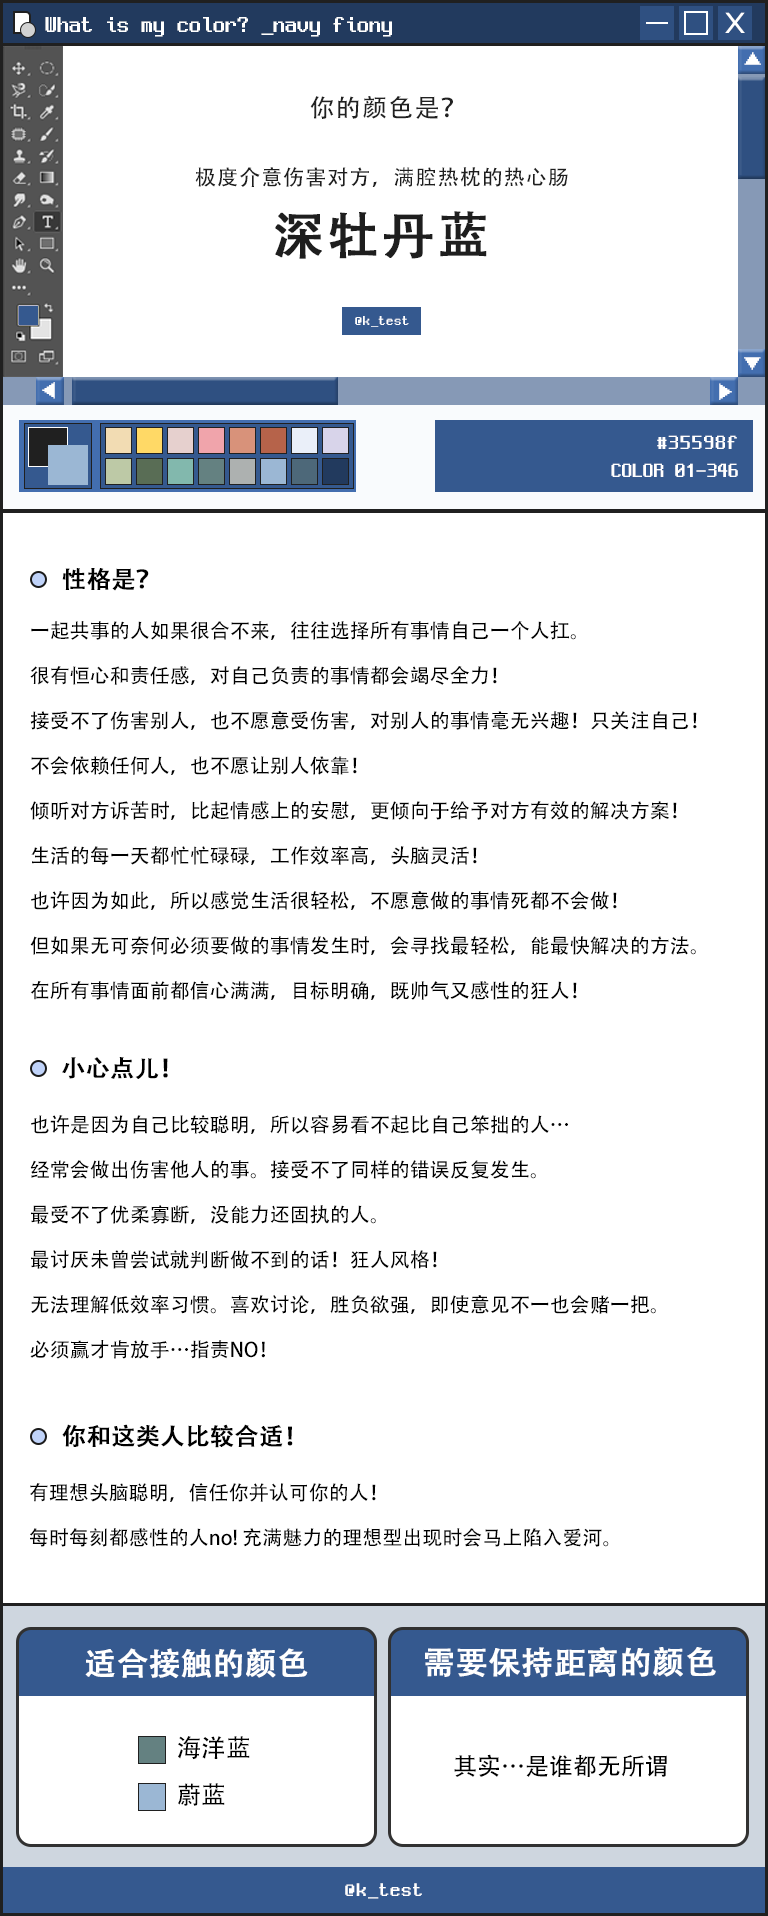 What is my color? _navy fiony
你的颜色是?
极度介意伤害对方，满腔热枕的热心肠
深牡丹蓝
@k_test
#35598f
COLOR 01-346
性格是?
一起共事的人如果很合不来，往往选择所有事情自己一个人扛。
很有恒心和责任感，对自己负责的事情都会竭尽全力!
接受不了伤害别人，也不愿意受伤害，对别人的事情毫无兴趣! 只关注自己!
不会依赖任何人，也不愿让别人依靠!
倾听对方诉苦时，比起情感上的安慰，更倾向于给予对方有效的解决方案!
生活的每一天都忙忙碌碌，工作效率高，头脑灵活!
也许因为如此，所以感觉生活很轻松，不愿意做的事情死都不会做!
但如果无可奈何必须要做的事情发生时，会寻找最轻松，能最快解决的方法。
在所有事情面前都信心满满，目标明确，既帅气又感性的狂人!
小心点儿!
也许是因为自己比较聪明，所以容易看不起比自己笨拙的人…
经常会做出伤害他人的事。接受不了同样的错误反复发生。
最受不了优柔寡断，没能力还固执的人。
最讨厌未曾尝试就判断做不到的话! 狂人风格!
无法理解低效率习惯。喜欢讨论，胜负欲强，即使意见不一也会赌一把。
必须赢才肯放手…指责NO!
你和这类人比较合适!
有理想头脑聪明，信任你并认可你的人!
每时每刻都感性的人no! 充满魅力的理想型出现时会马上陷入爱河。
适合接触的颜色
海洋蓝
蔚蓝
需要保持距离的颜色
其实…是谁都无所谓
@k_test